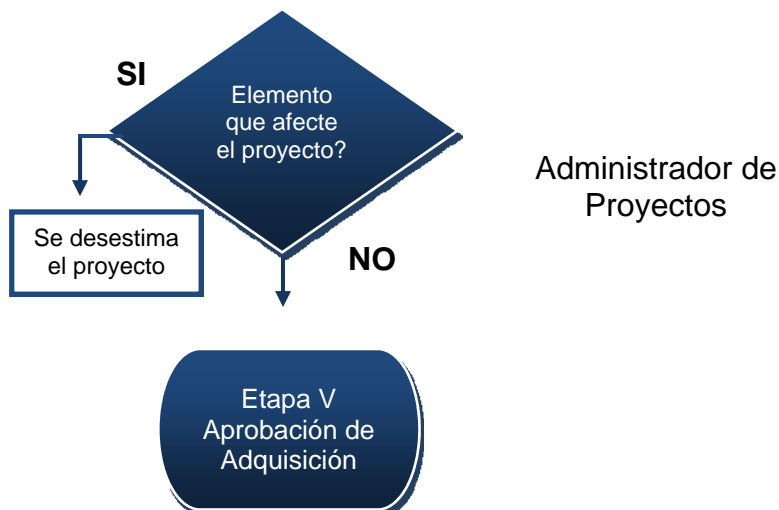 SI
Elemento
que afecte
el proyecto?
Administrador de
Proyectos
Se desestima
el proyecto
NO
Etapa V
Aprobación de
Adquisición